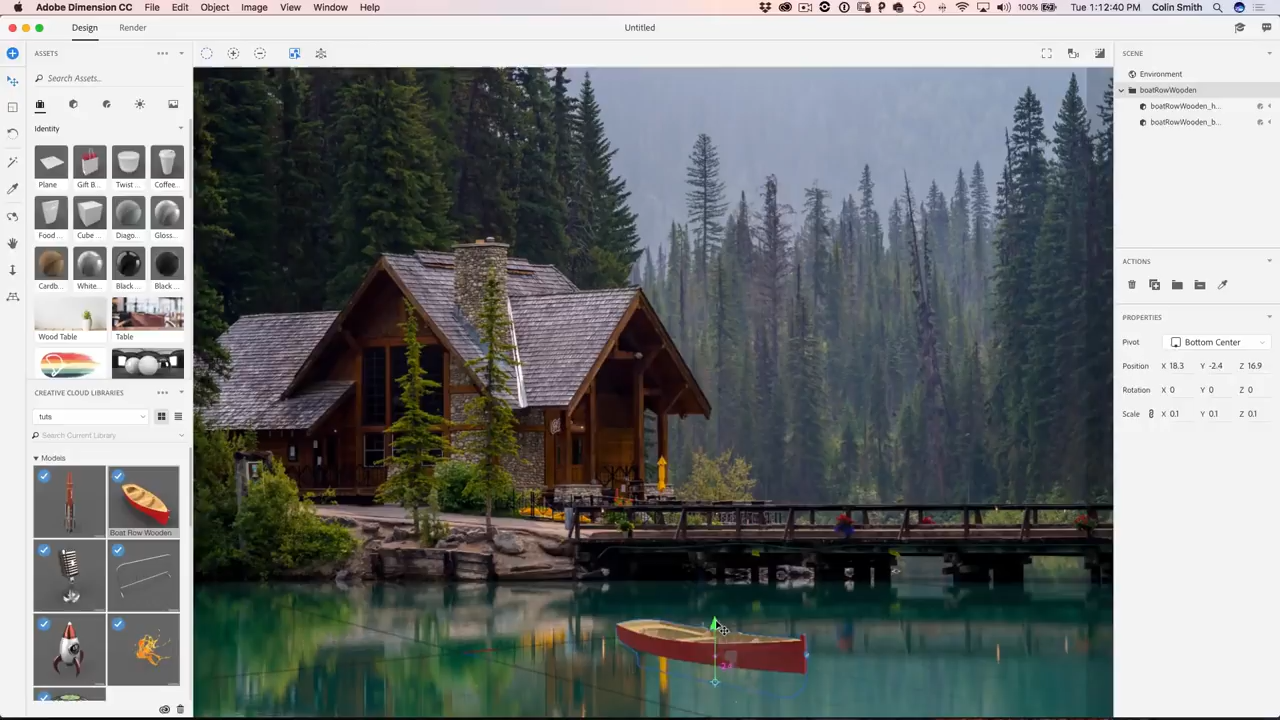 Adobe Dimension CC File Edit Object Image View Window Help
100% Tue 1:12:40 PM Colin Smith
Design Render Untitled
ASSETS
Search Assets..
Identity
Plane Gift B... Twist ... Coffee...
Food ... Cube ... Diago... Gloss...
Cardb... White... Black ... Black ...
Wood Table Table
CREATIVE CLOUD LIBRARIES
tuts
Search Current Library
Models
Boat Row Wooden
SCENE
Environment
boatRowWooden
boatRowWooden_h...
boatRowWooden_b...
ACTIONS
PROPERTIES
Pivot Bottom Center
Position X 18.3 Y -2.4 Z 16.9
Rotation X 0 Y 0 Z 0
Scale X 0.1 Y 0.1 Z 0.1